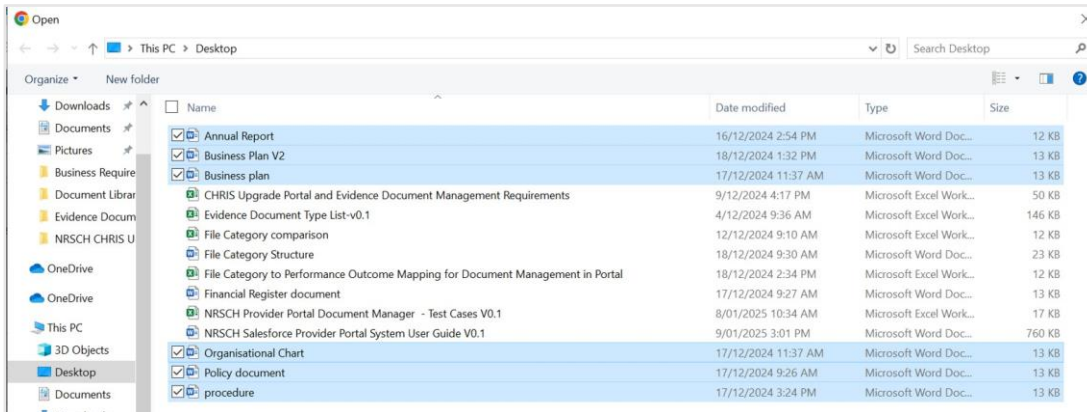 Open
This PC > Desktop
Search Desktop
Organize
New folder
Name Date modified Type Size
Downloads
Documents
Pictures
Business Require
Document Librar
Evidence Docum
NRSCH CHRIS U
OneDrive
OneDrive
This PC
3D Objects
Desktop
Documents
Annual Report 16/12/2024 2:54 PM Microsoft Word Doc... 12 KB
Business Plan V2 18/12/2024 1:32 PM Microsoft Word Doc... 13 KB
Business plan 17/12/2024 11:37 AM Microsoft Word Doc... 13 KB
CHRIS Upgrade Portal and Evidence Document Management Requirements 9/12/2024 4:17 PM Microsoft Excel Work... 50 KB
Evidence Document Type List-v0.1 4/12/2024 9:36 AM Microsoft Excel Work... 146 KB
File Category comparison 12/12/2024 9:10 AM Microsoft Excel Work... 12 KB
File Category Structure 18/12/2024 9:30 AM Microsoft Word Doc... 23 KB
File Category to Performance Outcome Mapping for Document Management in Portal 18/12/2024 2:34 PM Microsoft Excel Work... 12 KB
Financial Register document 17/12/2024 9:27 AM Microsoft Word Doc... 13 KB
NRSCH Provider Portal Document Manager - Test Cases V0.1 8/01/2025 10:34 AM Microsoft Excel Work... 17 KB
NRSCH Salesforce Provider Portal System User Guide V0.1 9/01/2025 3:01 PM Microsoft Word Doc... 760 KB
Organisational Chart 17/12/2024 11:37 AM Microsoft Word Doc... 13 KB
Policy document 17/12/2024 9:26 AM Microsoft Word Doc... 13 KB
procedure 17/12/2024 3:24 PM Microsoft Word Doc... 13 KB